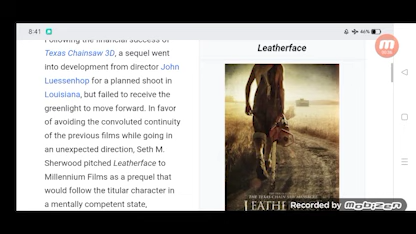 8:41
46%
Following the financial success of
Texas Chainsaw 3D, a sequel went
into development from director John
Luessenhop for a planned shoot in
Louisiana, but failed to receive the
greenlight to move forward. In favor
of avoiding the convoluted continuity
of the previous films while going in
an unexpected direction, Seth M.
Sherwood pitched Leatherface to
Millennium Films as a prequel that
would follow the titular character in
a mentally competent state,
Leatherface
Recorded by mobizen